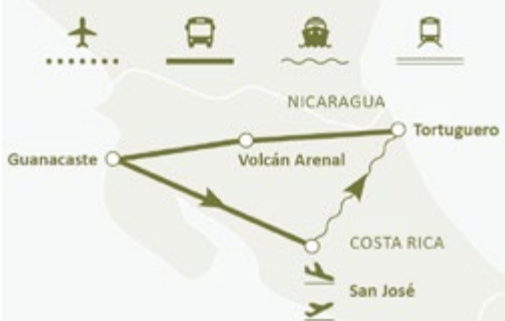 NICARAGUA
Tortuguero
Guanacaste
Volcán Arenal
COSTA RICA
San José